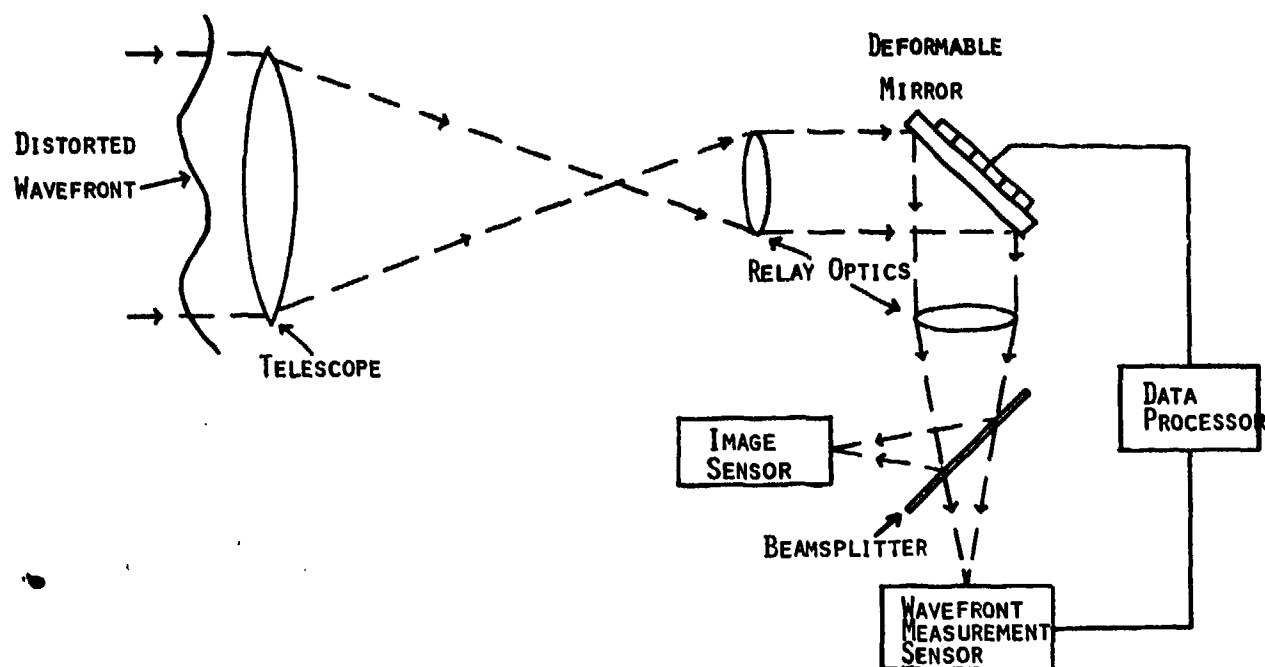 DEFORMABLE
MIRROR
DISTORTED
WAVEFRONT
RELAY OPTICS
TELESCOPE
DATA
PROCESSOR
IMAGE
SENSOR
BEAMSPLITTER
WAVEFRONT
MEASUREMENT
SENSOR